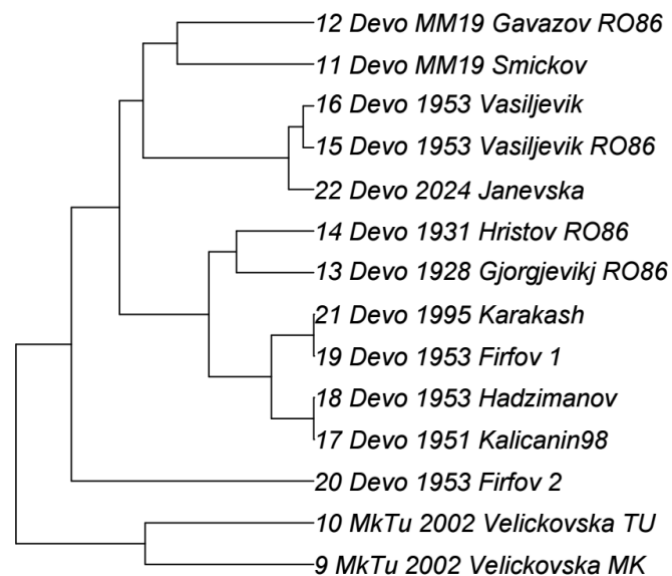 12 Devo MM19 Gavazov RO86
11 Devo MM19 Smickov
16 Devo 1953 Vasiljevik
15 Devo 1953 Vasiljevik RO86
22 Devo 2024 Janevska
14 Devo 1931 Hristov RO86
13 Devo 1928 Gjorgjevikj RO86
21 Devo 1995 Karakash
19 Devo 1953 Firfov 1
18 Devo 1953 Hadzimanov
17 Devo 1951 Kalicanin98
20 Devo 1953 Firfov 2
10 MkTu 2002 Velickovska TU
9 MkTu 2002 Velickovska MK